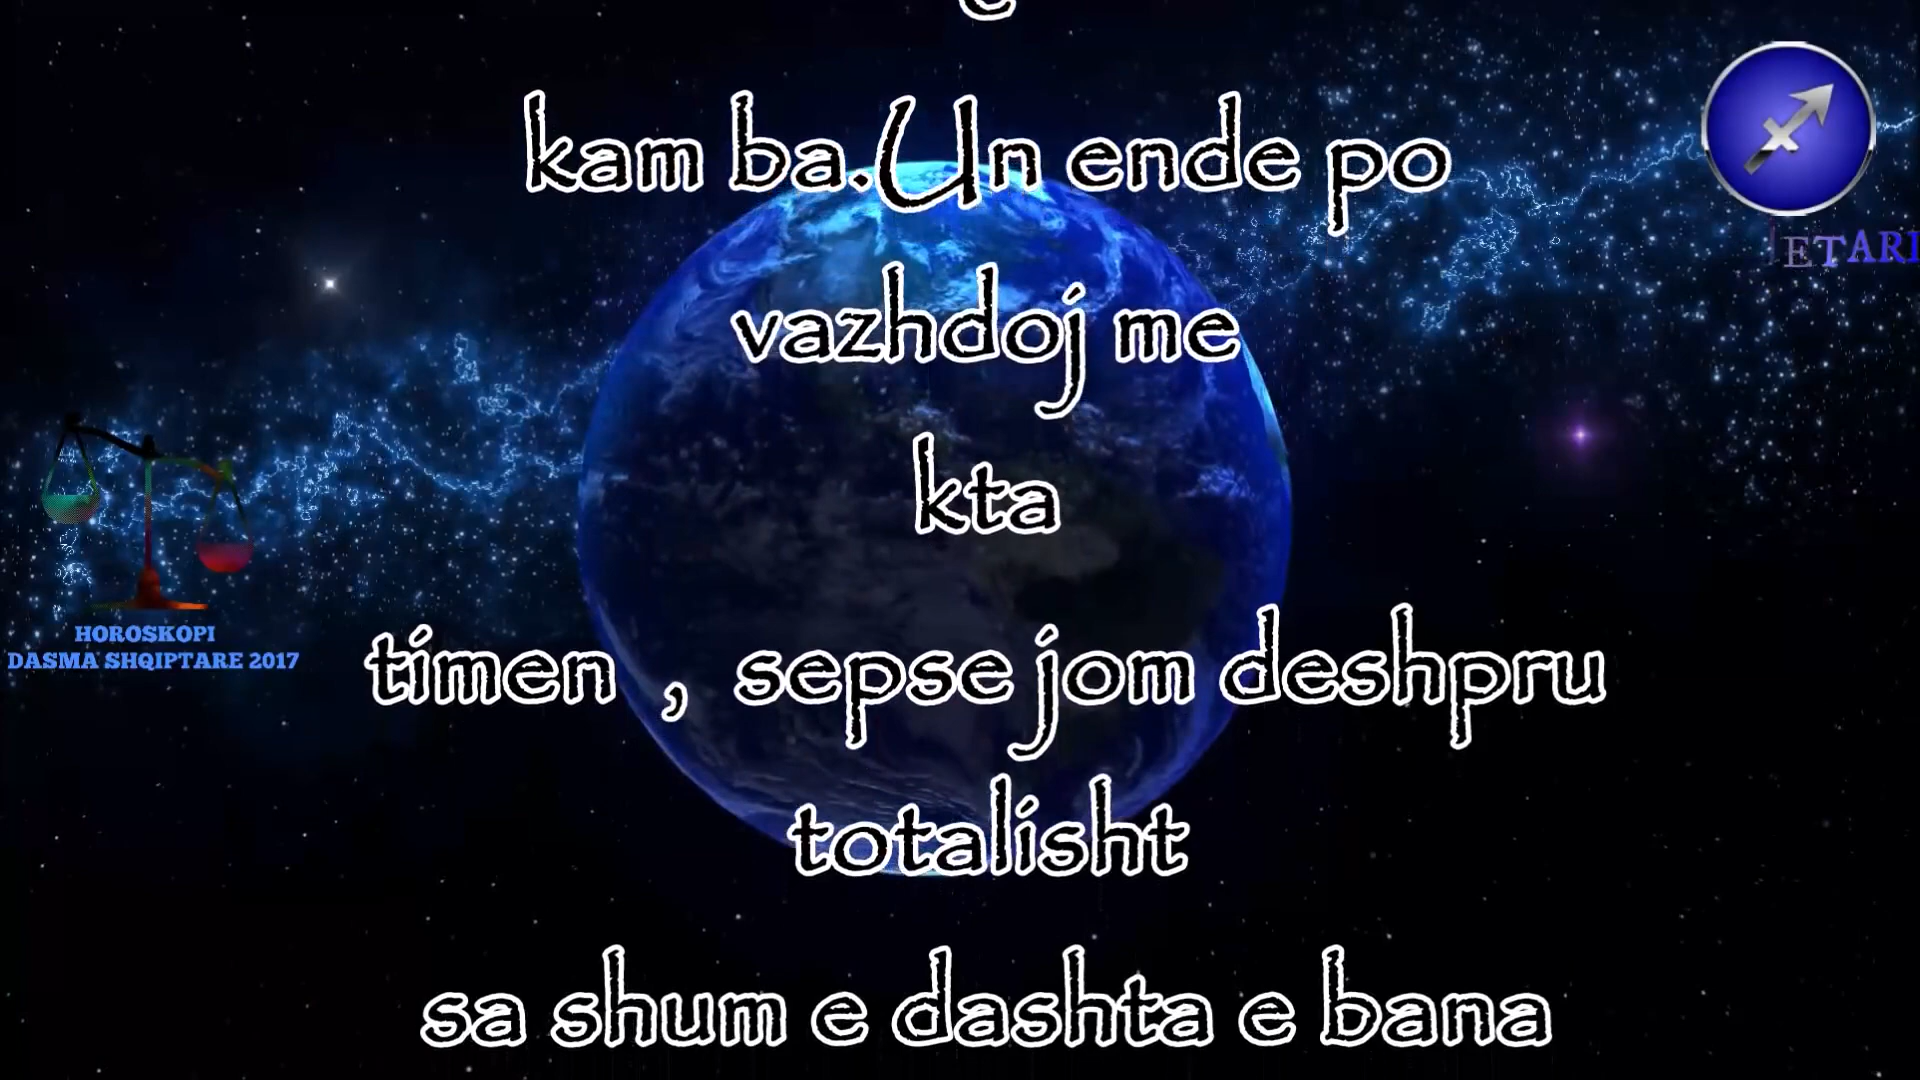 e
kam ba.Un ende po
vazhdoj me
kta
timen , sepse jom deshpru
totalisht
sa shum e dashta e bana
ETARI
HOROSKOPI
DASMA SHQIPTARE 2017